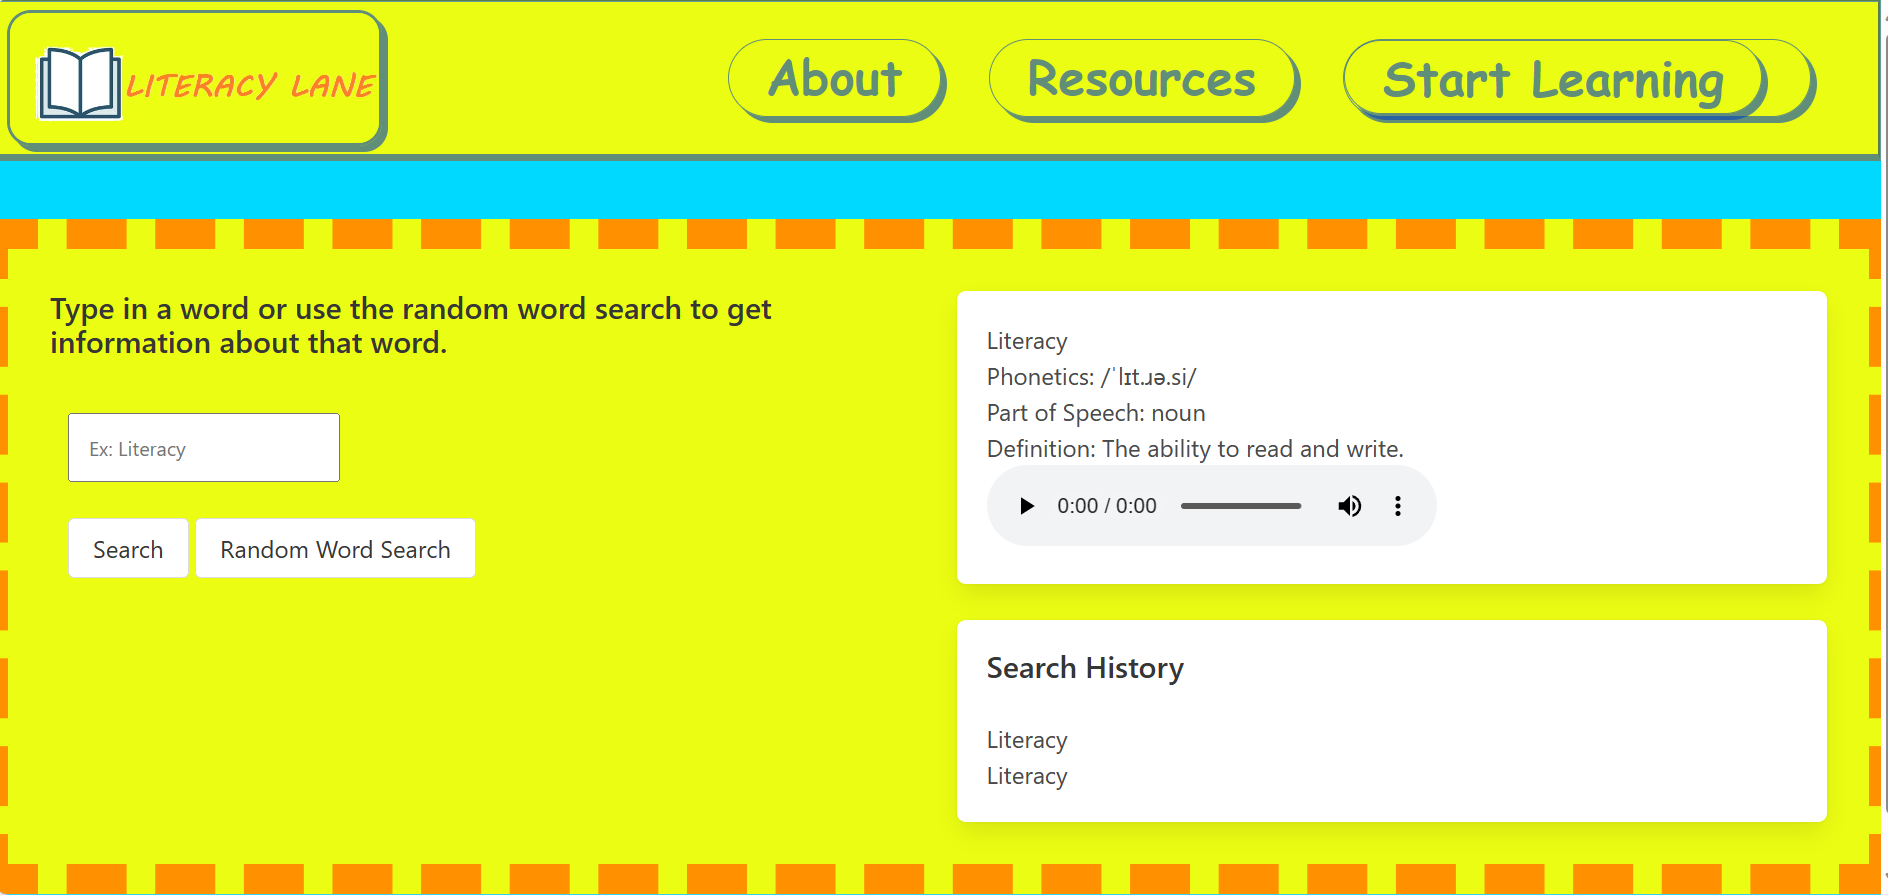 LITERACY LANE
About
Resources
Start Learning
Type in a word or use the random word search to get
information about that word.
Ex: Literacy
Search
Random Word Search
Literacy
Phonetics: /ˈlɪt.ɹə.si/
Part of Speech: noun
Definition: The ability to read and write.
0:00 / 0:00
Search History
Literacy
Literacy